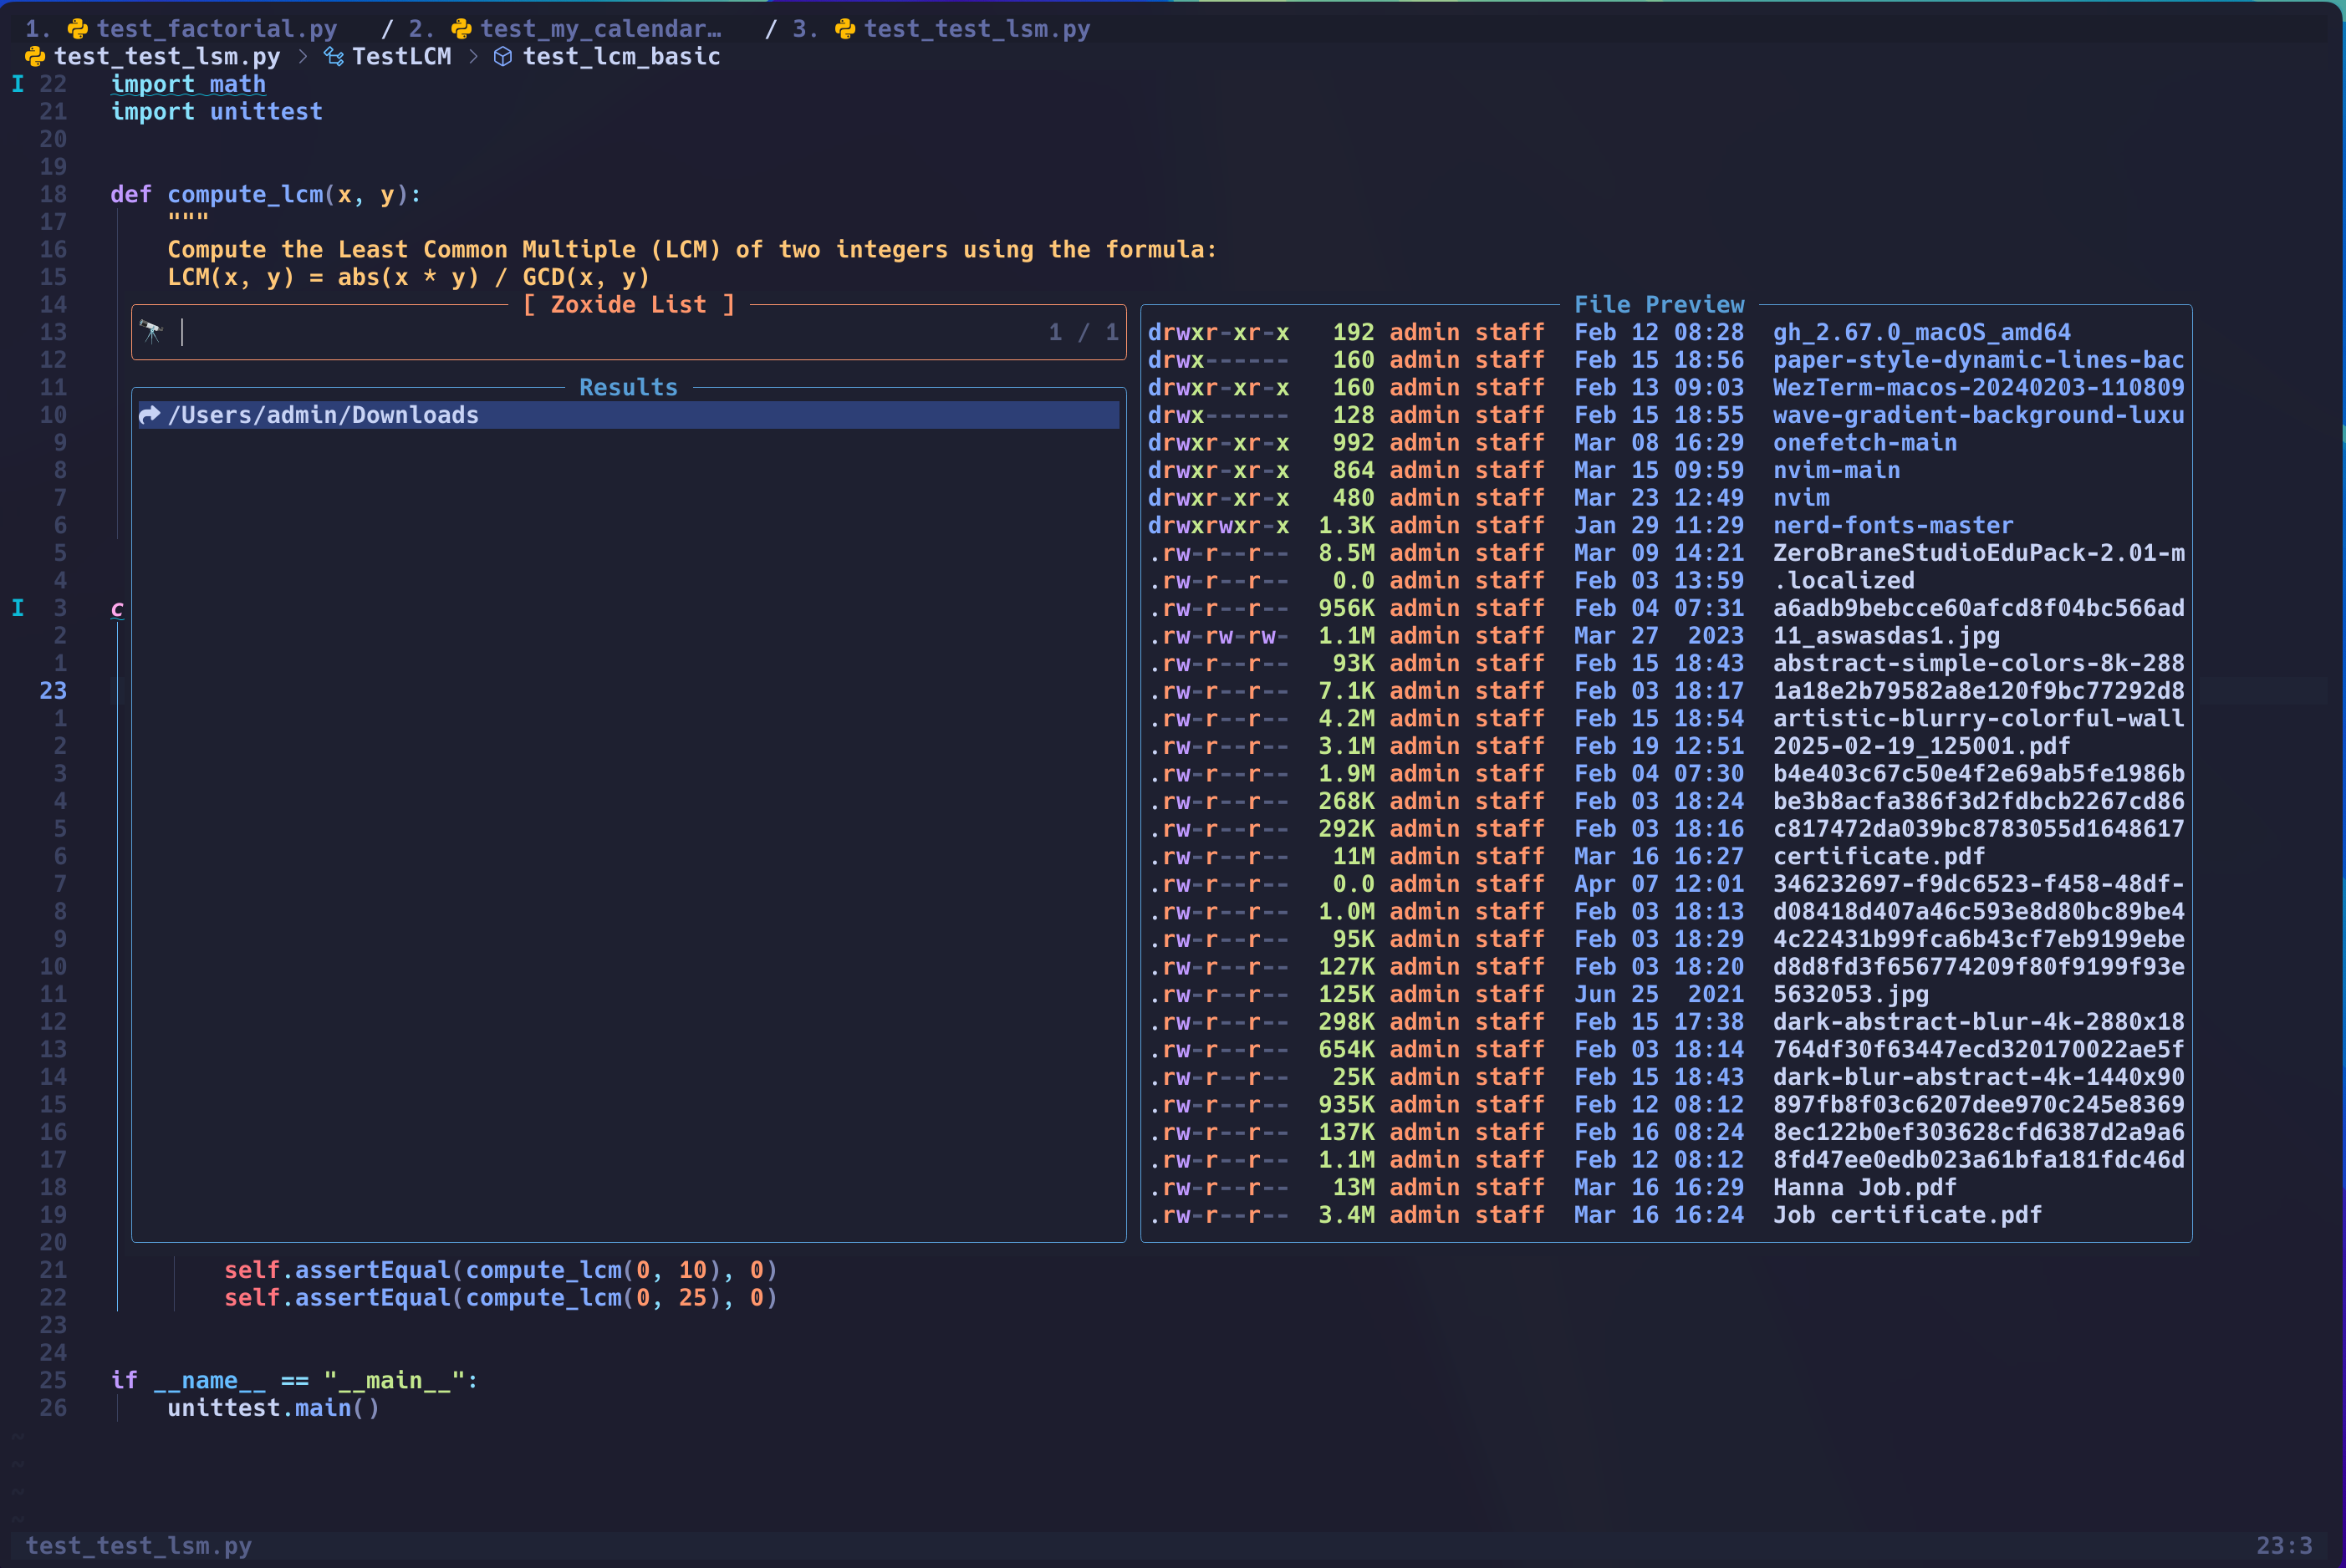 1. test_factorial.py / 2. test_my_calendar… / 3. test_test_lsm.py
test_test_lsm.py > TestLCM > test_lcm_basic
I 22 import math
21 import unittest
20
19
18 def compute_lcm(x, y):
17 """
16 Compute the Least Common Multiple (LCM) of two integers using the formula:
15 LCM(x, y) = abs(x * y) / GCD(x, y)
14
13
12
11
10
9
8
7
6
5
4
I 3 c
2
1
23
1
2
3
4
5
6
7
8
9
10
11
12
13
14
15
16
17
18
19
20
[ Zoxide List ]
1 / 1
Results
/Users/admin/Downloads
File Preview
drwxr-xr-x 192 admin staff Feb 12 08:28 gh_2.67.0_macOS_amd64
drwx------ 160 admin staff Feb 15 18:56 paper-style-dynamic-lines-bac
drwxr-xr-x 160 admin staff Feb 13 09:03 WezTerm-macos-20240203-110809
drwx------ 128 admin staff Feb 15 18:55 wave-gradient-background-luxu
drwxr-xr-x 992 admin staff Mar 08 16:29 onefetch-main
drwxr-xr-x 864 admin staff Mar 15 09:59 nvim-main
drwxr-xr-x 480 admin staff Mar 23 12:49 nvim
drwxrwxr-x 1.3K admin staff Jan 29 11:29 nerd-fonts-master
.rw-r--r-- 8.5M admin staff Mar 09 14:21 ZeroBraneStudioEduPack-2.01-m
.rw-r--r-- 0.0 admin staff Feb 03 13:59 .localized
.rw-r--r-- 956K admin staff Feb 04 07:31 a6adb9bebcce60afcd8f04bc566ad
.rw-rw-rw- 1.1M admin staff Mar 27 2023 11_aswasdas1.jpg
.rw-r--r-- 93K admin staff Feb 15 18:43 abstract-simple-colors-8k-288
.rw-r--r-- 7.1K admin staff Feb 03 18:17 1a18e2b79582a8e120f9bc77292d8
.rw-r--r-- 4.2M admin staff Feb 15 18:54 artistic-blurry-colorful-wall
.rw-r--r-- 3.1M admin staff Feb 19 12:51 2025-02-19_125001.pdf
.rw-r--r-- 1.9M admin staff Feb 04 07:30 b4e403c67c50e4f2e69ab5fe1986b
.rw-r--r-- 268K admin staff Feb 03 18:24 be3b8acfa386f3d2fdbcb2267cd86
.rw-r--r-- 292K admin staff Feb 03 18:16 c817472da039bc8783055d1648617
.rw-r--r-- 11M admin staff Mar 16 16:27 certificate.pdf
.rw-r--r-- 0.0 admin staff Apr 07 12:01 346232697-f9dc6523-f458-48df-
.rw-r--r-- 1.0M admin staff Feb 03 18:13 d08418d407a46c593e8d80bc89be4
.rw-r--r-- 95K admin staff Feb 03 18:29 4c22431b99fca6b43cf7eb9199ebe
.rw-r--r-- 127K admin staff Feb 03 18:20 d8d8fd3f656774209f80f9199f93e
.rw-r--r-- 125K admin staff Jun 25 2021 5632053.jpg
.rw-r--r-- 298K admin staff Feb 15 17:38 dark-abstract-blur-4k-2880x18
.rw-r--r-- 654K admin staff Feb 03 18:14 764df30f63447ecd320170022ae5f
.rw-r--r-- 25K admin staff Feb 15 18:43 dark-blur-abstract-4k-1440x90
.rw-r--r-- 935K admin staff Feb 12 08:12 897fb8f03c6207dee970c245e8369
.rw-r--r-- 137K admin staff Feb 16 08:24 8ec122b0ef303628cfd6387d2a9a6
.rw-r--r-- 1.1M admin staff Feb 12 08:12 8fd47ee0edb023a61bfa181fdc46d
.rw-r--r-- 13M admin staff Mar 16 16:29 Hanna Job.pdf
.rw-r--r-- 3.4M admin staff Mar 16 16:24 Job certificate.pdf
21 self.assertEqual(compute_lcm(0, 10), 0)
22 self.assertEqual(compute_lcm(0, 25), 0)
23
24
25 if __name__ == "__main__":
26 unittest.main()
~
~
~
~
test_test_lsm.py 23:3